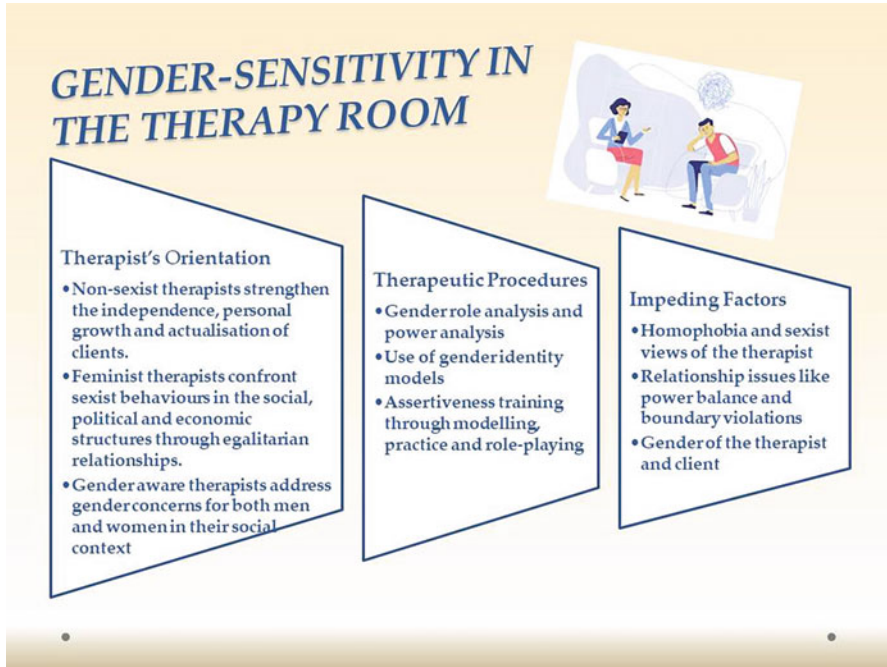 GENDER-SENSITIVITY IN
THE THERAPY ROOM
Therapist's Orientation
•Non-sexist therapists strengthen
the independence, personal
growth and actualisation of
clients.
•Feminist therapists confront
sexist behaviours in the social,
political and economic
structures through egalitarian
relationships.
•Gender aware therapists address
gender concerns for both men
and women in their social
context
Therapeutic Procedures
•Gender role analysis and
power analysis
•Use of gender identity
models
•Assertiveness training
through modelling,
practice and role-playing
Impeding Factors
•Homophobia and sexist
views of the therapist
•Relationship issues like
power balance and
boundary violations
•Gender of the therapist
and client